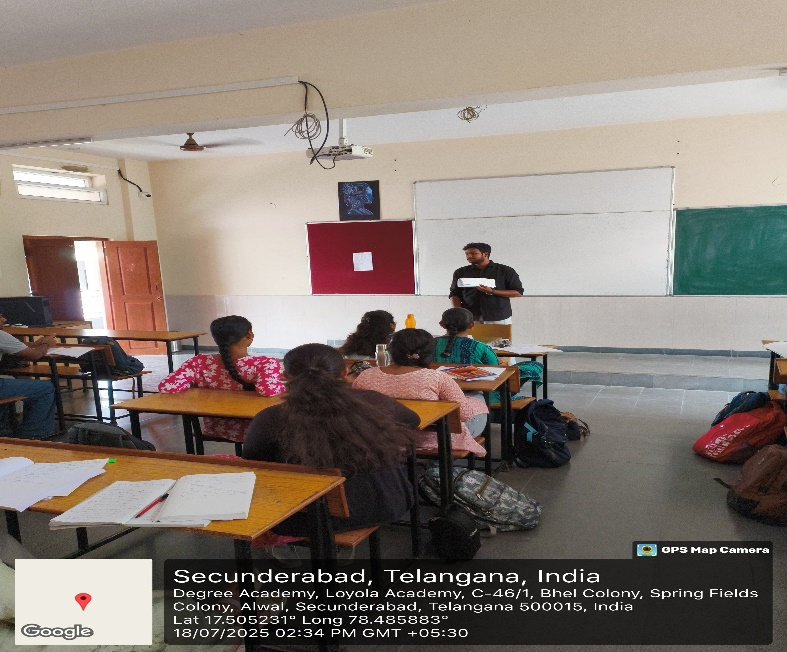 GPS Map Camera
Secunderabad, Telangana, India
Degree Academy, Loyola Academy, C-46/1, Bhel Colony, Spring Fields
Colony, Alwal, Secunderabad, Telangana 500015, India
Lat 17.505231° Long 78.485883°
18/07/2025 02:34 PM GMT +05:30
Google